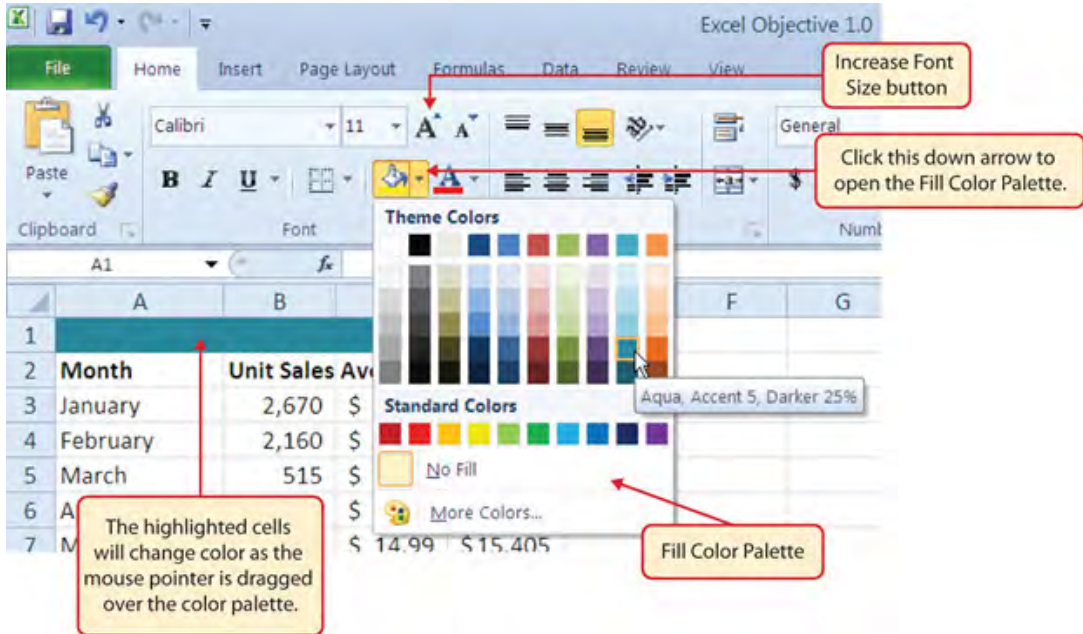 Excel Objective 1.0
File Home Insert Page Layout Formulas Data Review View
Increase Font
Size button
Calibri 11 A A General
Paste B I U A $
Click this down arrow to
open the Fill Color Palette.
Clipboard Font
Theme Colors
A1 fx
A B F G
1
2 Month Unit Sales
3 January 2,670 $
4 February 2,160 $
5 March 515 $
6 A $
7 M $ 14.99 $15,405
Aqua, Accent 5, Darker 25%
Standard Colors
No Fill
More Colors...
The highlighted cells
will change color as the
mouse pointer is dragged
over the color palette.
Fill Color Palette